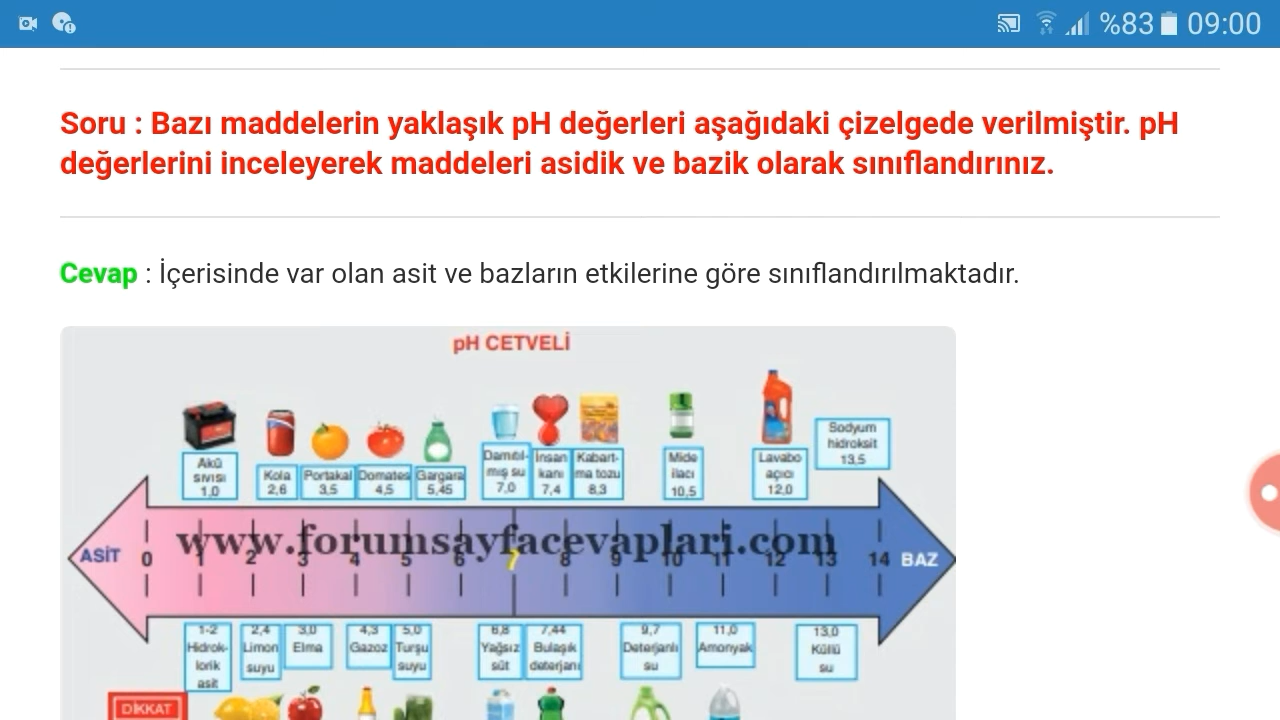 %83 09:00
Soru : Bazı maddelerin yaklaşık pH değerleri aşağıdaki çizelgede verilmiştir. pH
değerlerini inceleyerek maddeleri asidik ve bazik olarak sınıflandırınız.
Cevap : İçerisinde var olan asit ve bazların etkilerine göre sınıflandırılmaktadır.
pH CETVELİ
Akü
sıvısı
1,0
Kola
2,6
Portakal
3,5
Domates
4,5
Gargara
5,45
Damıtıl-
mış su
7,0
İnsan
kanı
7,4
Kabart-
ma tozu
8,3
Mide
ilacı
10,5
Lavabo
açıcı
12,0
Sodyum
hidroksit
13,5
www.forumsayfacevaplari.com
ASİT 0 1 2 3 4 5 6 7 8 9 10 11 12 13 14 BAZ
1-2
Hidrok-
lorik
asit
2,4
Limon
suyu
3,0
Elma
4,3
Gazoz
5,0
Turşu
suyu
6,8
Yağsız
süt
7,44
Bulaşık
deterjanı
9,7
Deterjanlı
su
11,0
Amonyak
13,0
Küllü
su
DİKKAT